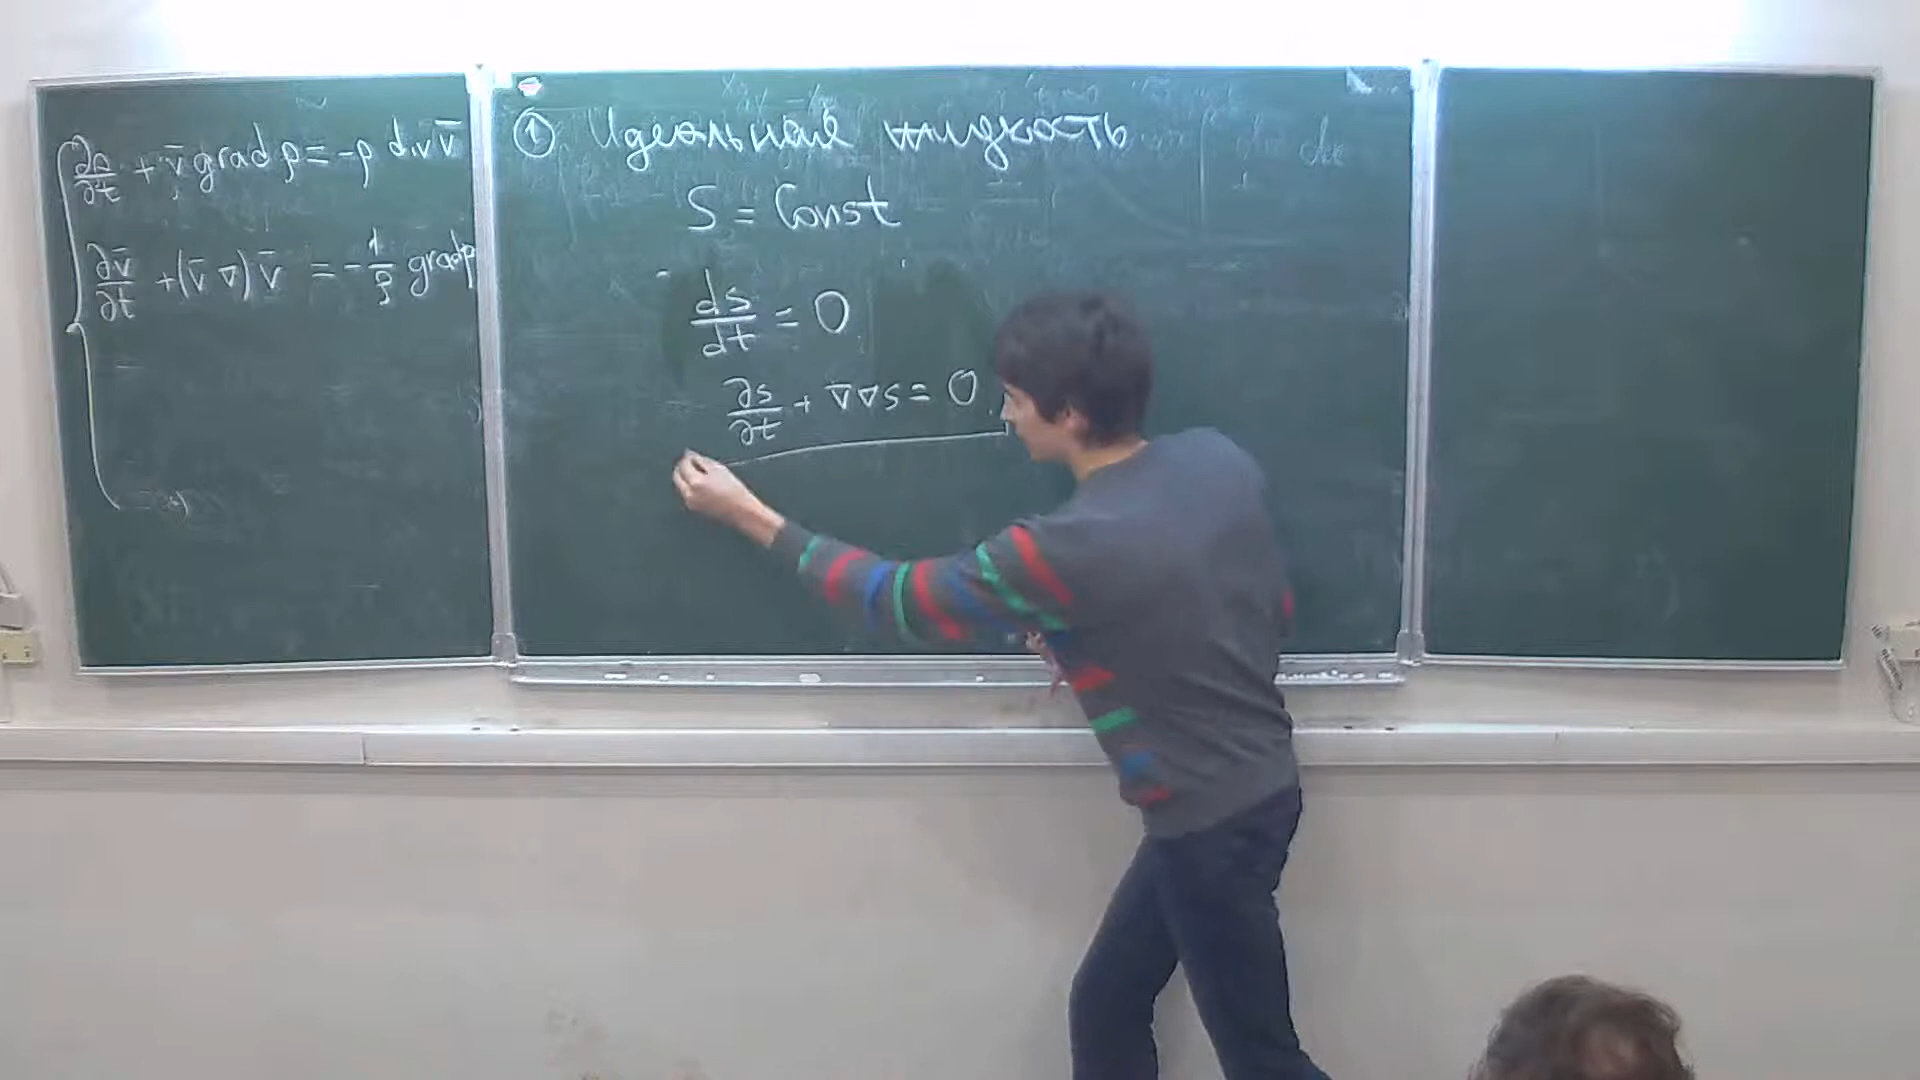 ∂ρ/∂t + v̄ grad ρ = -ρ div v̄
∂v̄/∂t + (v̄ ∇) v̄ = - 1/ρ grad p
① Идеальная жидкость
S = Const
ds/dt = 0
∂s/∂t + v̄ ∇s = 0